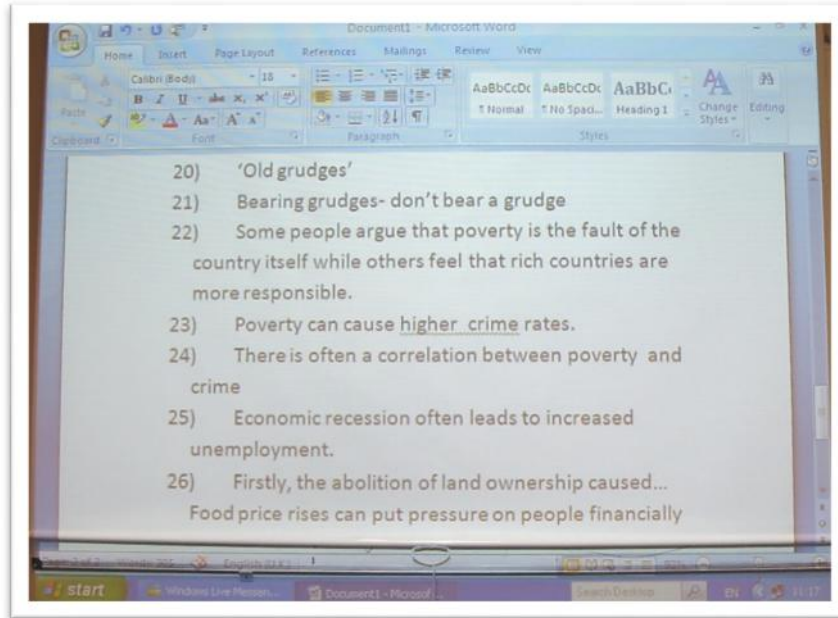 Document1 - Microsoft Word
Home Insert Page Layout References Mailings Review View
Calibri (Body) 18
AaBbCcDc AaBbCcDc AaBbC
Paste B I U abc x, x' Normal No Spaci... Heading 1 Change Styles Editing
Aa A A
Clipboard Font Paragraph Styles
20) ‘Old grudges’
21) Bearing grudges- don’t bear a grudge
22) Some people argue that poverty is the fault of the
country itself while others feel that rich countries are
more responsible.
23) Poverty can cause higher crime rates.
24) There is often a correlation between poverty and
crime
25) Economic recession often leads to increased
unemployment.
26) Firstly, the abolition of land ownership caused...
Food price rises can put pressure on people financially
English (U.K.)
start Windows Live Messen... Document1 - Microsof... Search Desktop EN 11:17